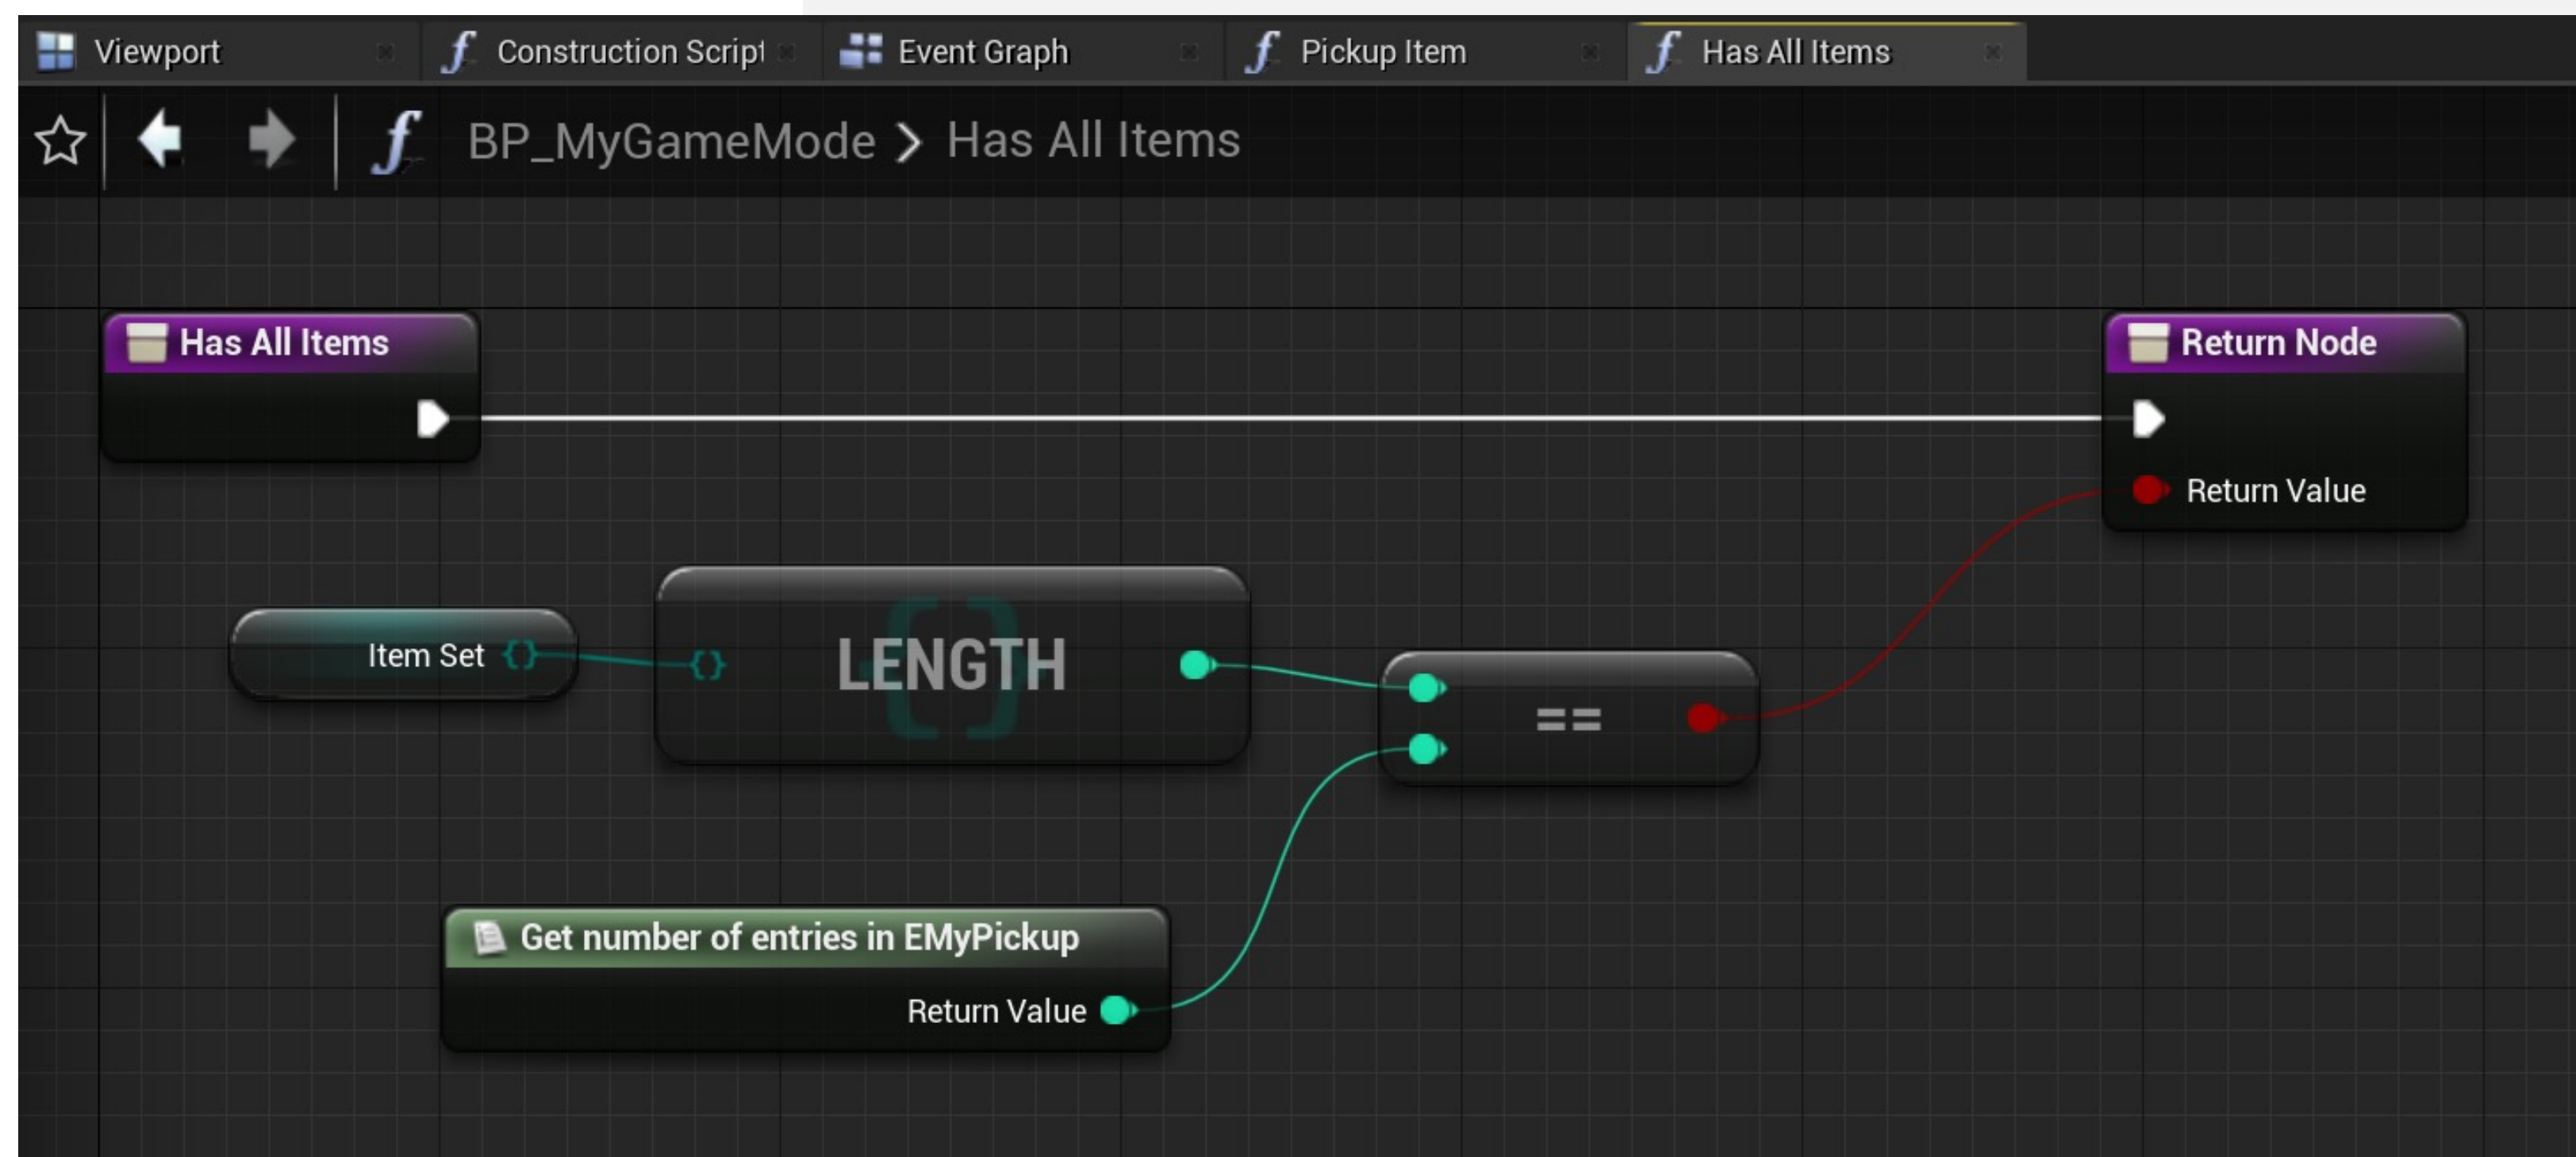 Viewport
Construction Script
Event Graph
Pickup Item
Has All Items
BP_MyGameMode > Has All Items
Has All Items
Return Node
Return Value
Item Set
LENGTH
==
Get number of entries in EMyPickup
Return Value